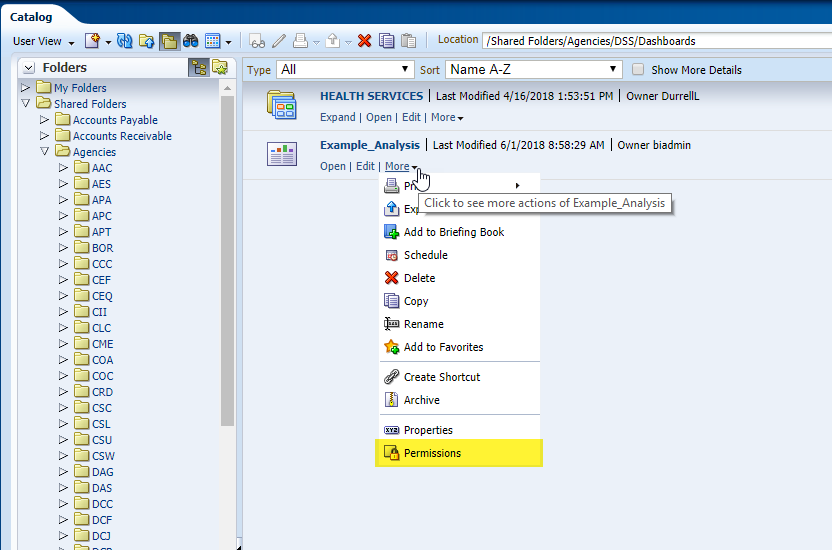 Catalog
User View
Location /Shared Folders/Agencies/DSS/Dashboards
Folders
My Folders
Shared Folders
Accounts Payable
Accounts Receivable
Agencies
AAC
AES
APA
APC
APT
BOR
CCC
CEF
CEQ
CII
CLC
CME
COA
COC
CRD
CSC
CSL
CSU
CSW
DAG
DAS
DCC
DCF
DCJ
Type All Sort Name A-Z Show More Details
HEALTH SERVICES | Last Modified 4/16/2018 1:53:51 PM | Owner DurrellL
Expand | Open | Edit | More
Example_Analysis | Last Modified 6/1/2018 8:58:29 AM | Owner biadmin
Open | Edit | More
Click to see more actions of Example_Analysis
Add to Briefing Book
Schedule
Delete
Copy
Rename
Add to Favorites
Create Shortcut
Archive
Properties
Permissions